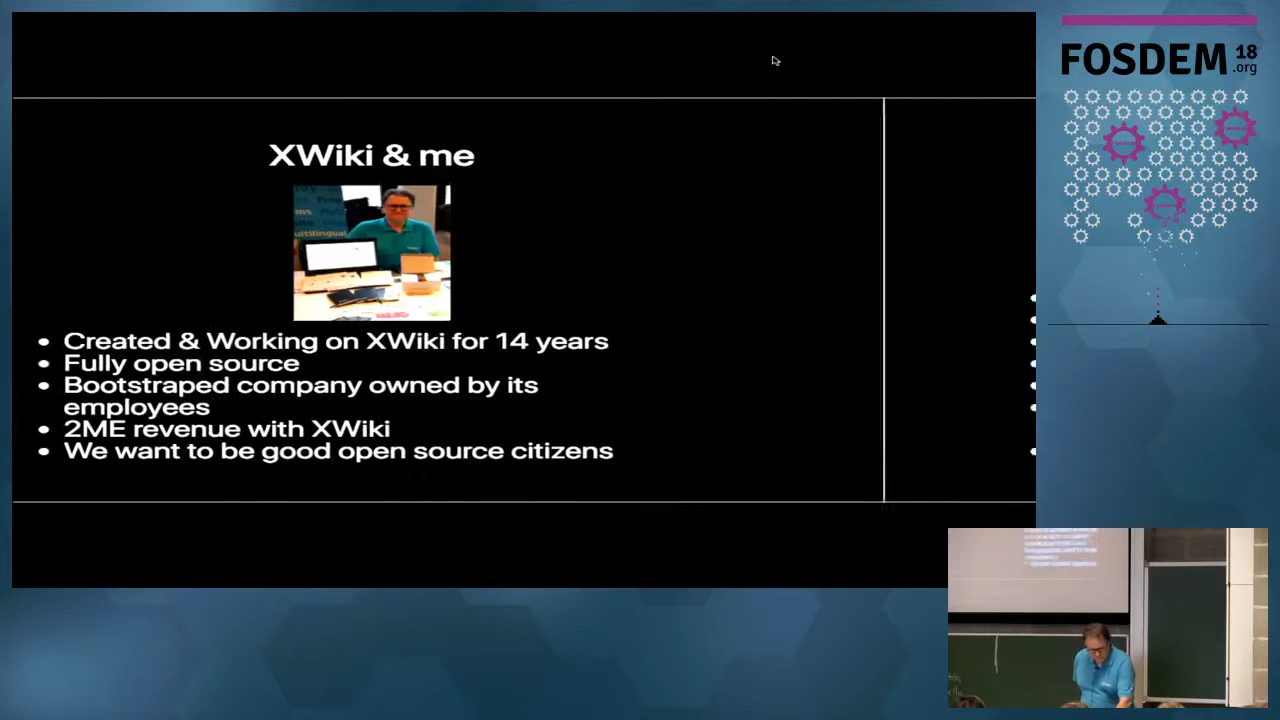 XWiki & me
• Created & Working on XWiki for 14 years
• Fully open source
• Bootstraped company owned by its
employees
• 2ME revenue with XWiki
• We want to be good open source citizens
FOSDEM 18
.org